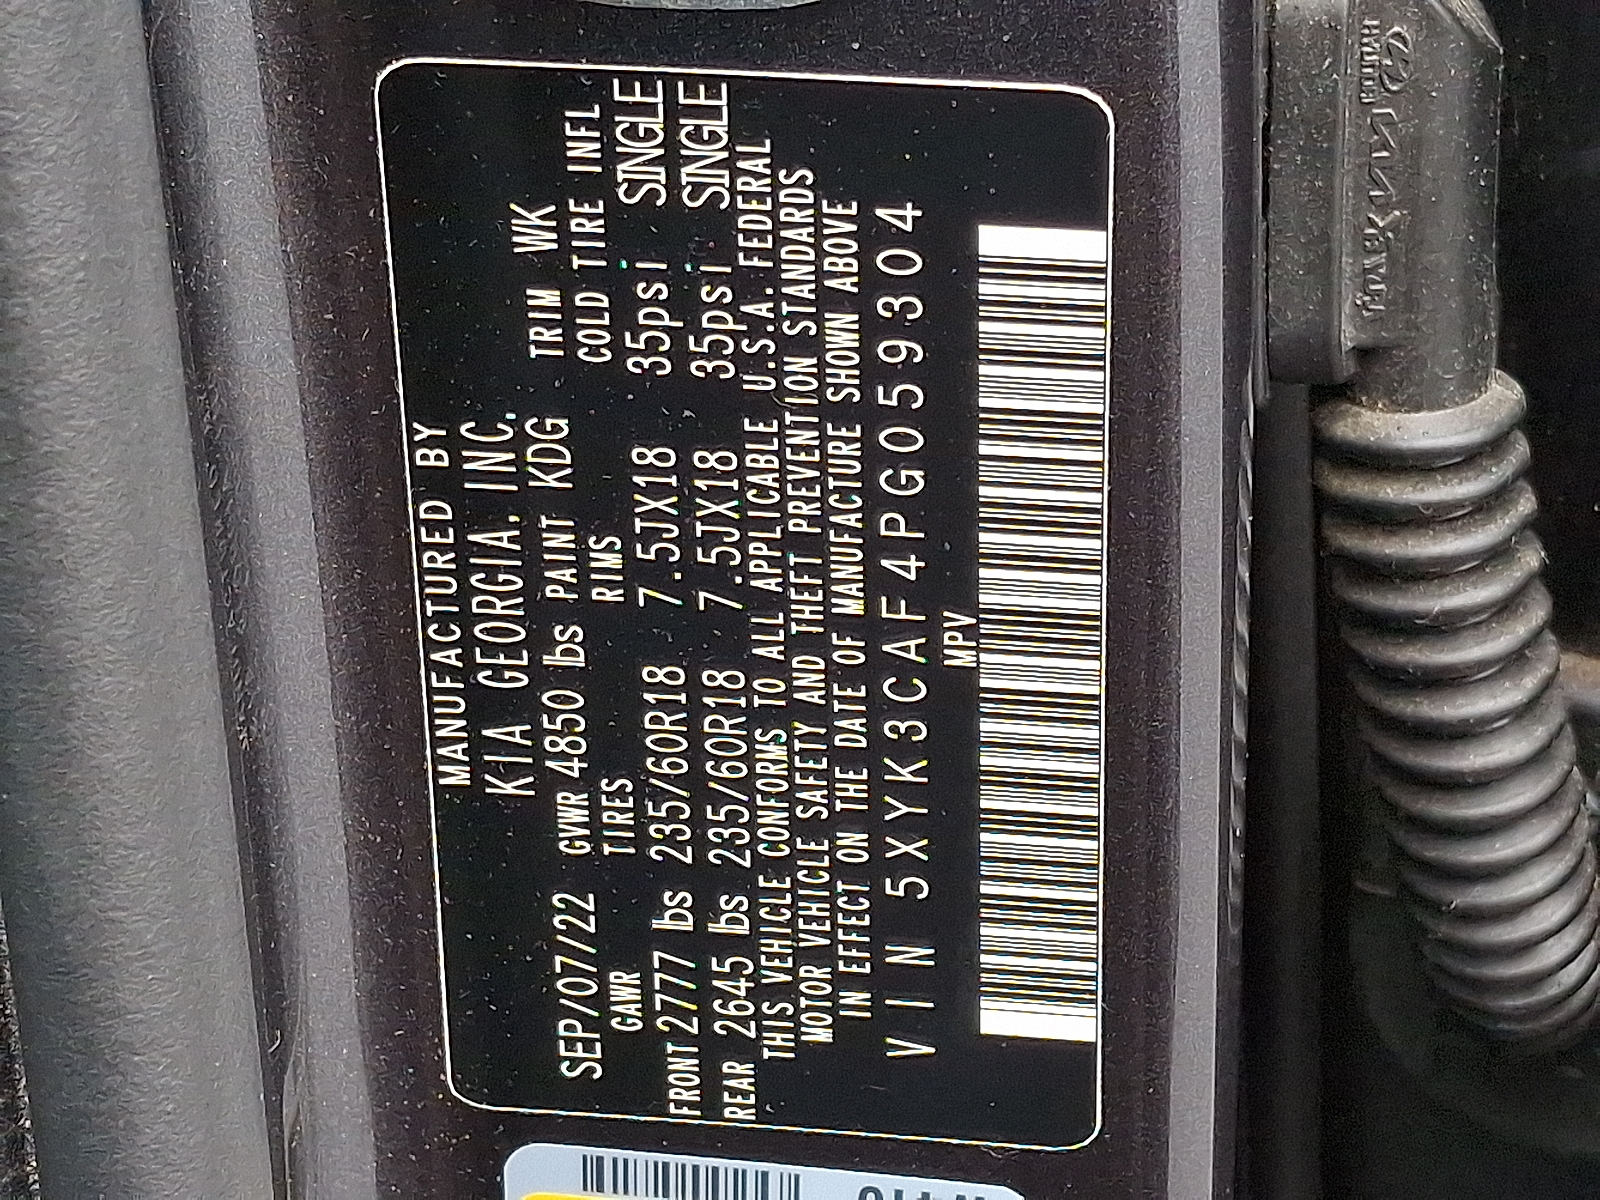 MANUFACTURED BY
KIA GEORGIA, INC.
SEP/07/22 GVWR 4850 lbs PAINT KDG TRIM WK
GAWR TIRES RIMS COLD TIRE INFL
FRONT 2777 lbs 235/60R18 7.5JX18 35psi SINGLE
REAR 2645 lbs 235/60R18 7.5JX18 35psi SINGLE
THIS VEHICLE CONFORMS TO ALL APPLICABLE U.S.A. FEDERAL
MOTOR VEHICLE SAFETY AND THEFT PREVENTION STANDARDS
IN EFFECT ON THE DATE OF MANUFACTURE SHOWN ABOVE
VIN 5XYK3CAF4PG059304
MPV